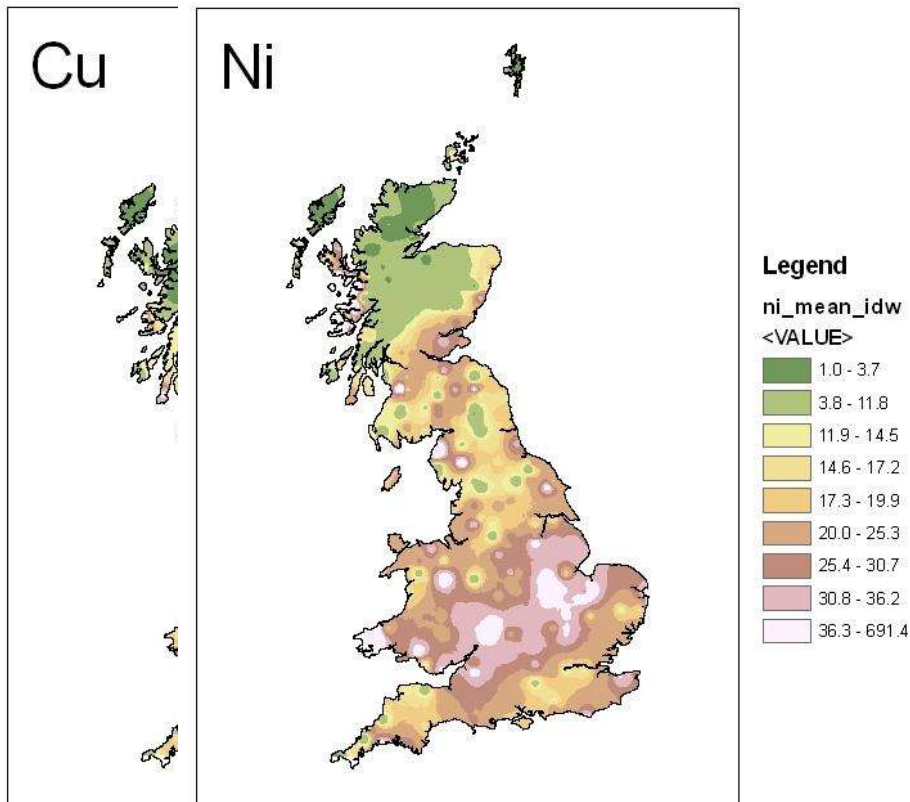 Cu
Ni
Legend
ni_mean_idw
<VALUE>
1.0 - 3.7
3.8 - 11.8
11.9 - 14.5
14.6 - 17.2
17.3 - 19.9
20.0 - 25.3
25.4 - 30.7
30.8 - 36.2
36.3 - 691.4